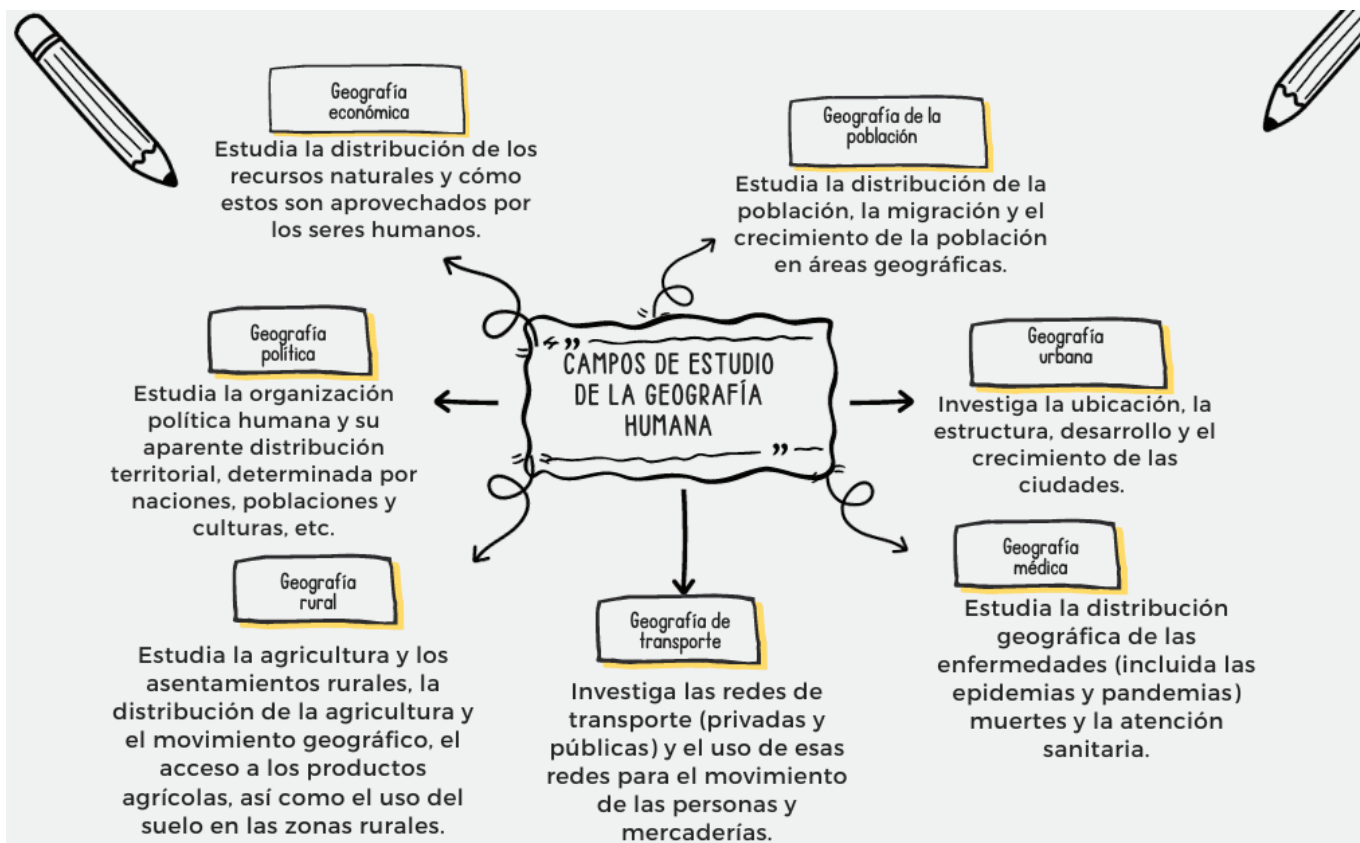 Geografía
económica
Estudia la distribución de los
recursos naturales y cómo
estos son aprovechados por
los seres humanos.
Geografía de la
población
Estudia la distribución de la
población, la migración y el
crecimiento de la población
en áreas geográficas.
Geografía
política
Estudia la organización
política humana y su
aparente distribución
territorial, determinada por
naciones, poblaciones y
culturas, etc.
CAMPOS DE ESTUDIO
DE LA GEOGRAFÍA
HUMANA
Geografía
urbana
Investiga la ubicación, la
estructura, desarrollo y el
crecimiento de las
ciudades.
Geografía
rural
Estudia la agricultura y los
asentamientos rurales, la
distribución de la agricultura y
el movimiento geográfico, el
acceso a los productos
agrícolas, así como el uso del
suelo en las zonas rurales.
Geografía de
transporte
Investiga las redes de
transporte (privadas y
públicas) y el uso de esas
redes para el movimiento
de las personas y
mercaderías.
Geografía
médica
Estudia la distribución
geográfica de las
enfermedades (incluida las
epidemias y pandemias)
muertes y la atención
sanitaria.